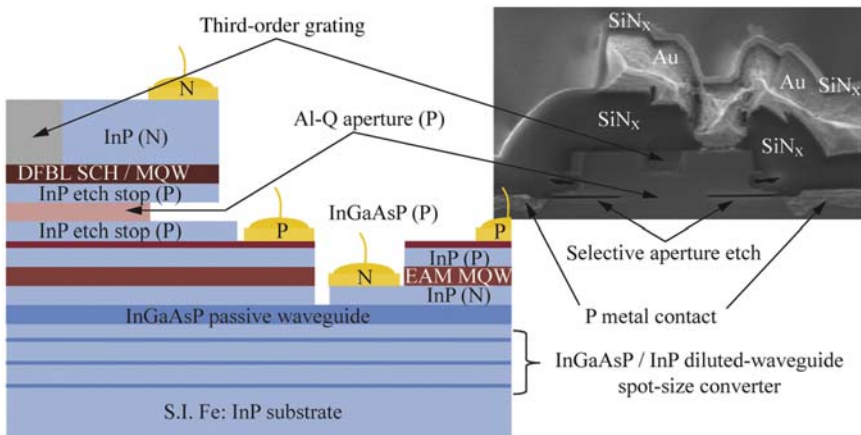 Third-order grating
SiNX
N
Au
Au
SiNX
InP (N)
Al-Q aperture (P)
SiNX
SiNX
DFBL SCH / MQW
InP etch stop (P)
InGaAsP (P)
InP etch stop (P)
P
P
Selective aperture etch
InP (P)
N
EAM MQW
InP (N)
P metal contact
InGaAsP passive waveguide
InGaAsP / InP diluted-waveguide
spot-size converter
S.I. Fe: InP substrate